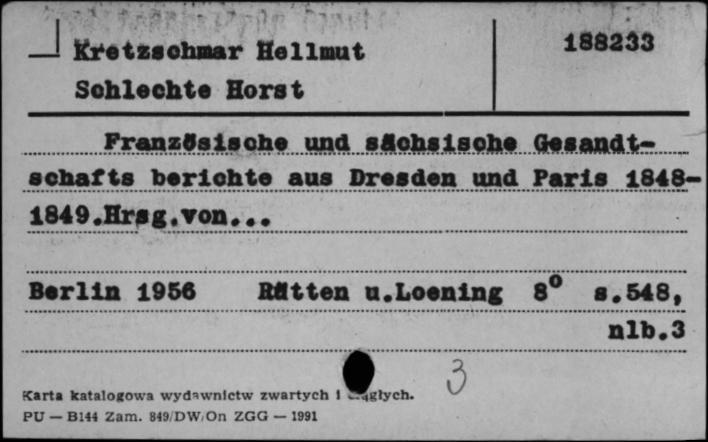 Kretzschmar Hellmut
188233
Schlechte Horst
Französische und sächsische Gesandt-
schafts berichte aus Dresden und Paris 1848-
1849.Hrsg.von...
Berlin 1956 Rütten u.Loening 8° s.548,
nlb.3
3
Karta katalogowa wydawnictw zwartych i ciągłych.
PU — B144 Zam. 849/DW/On ZGG — 1991